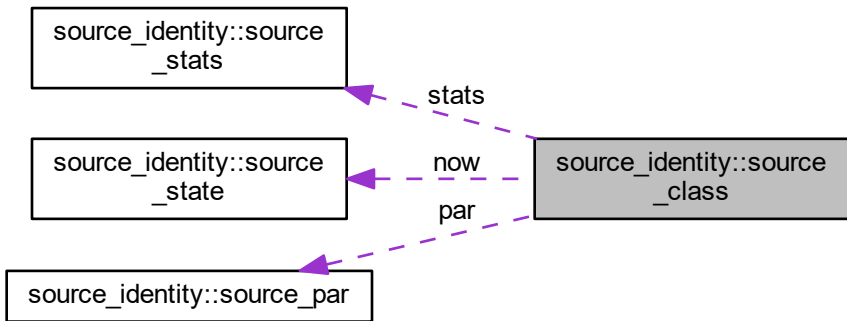 source_identity::source
_stats
stats
source_identity::source
_state
now
source_identity::source
_class
par
source_identity::source_par